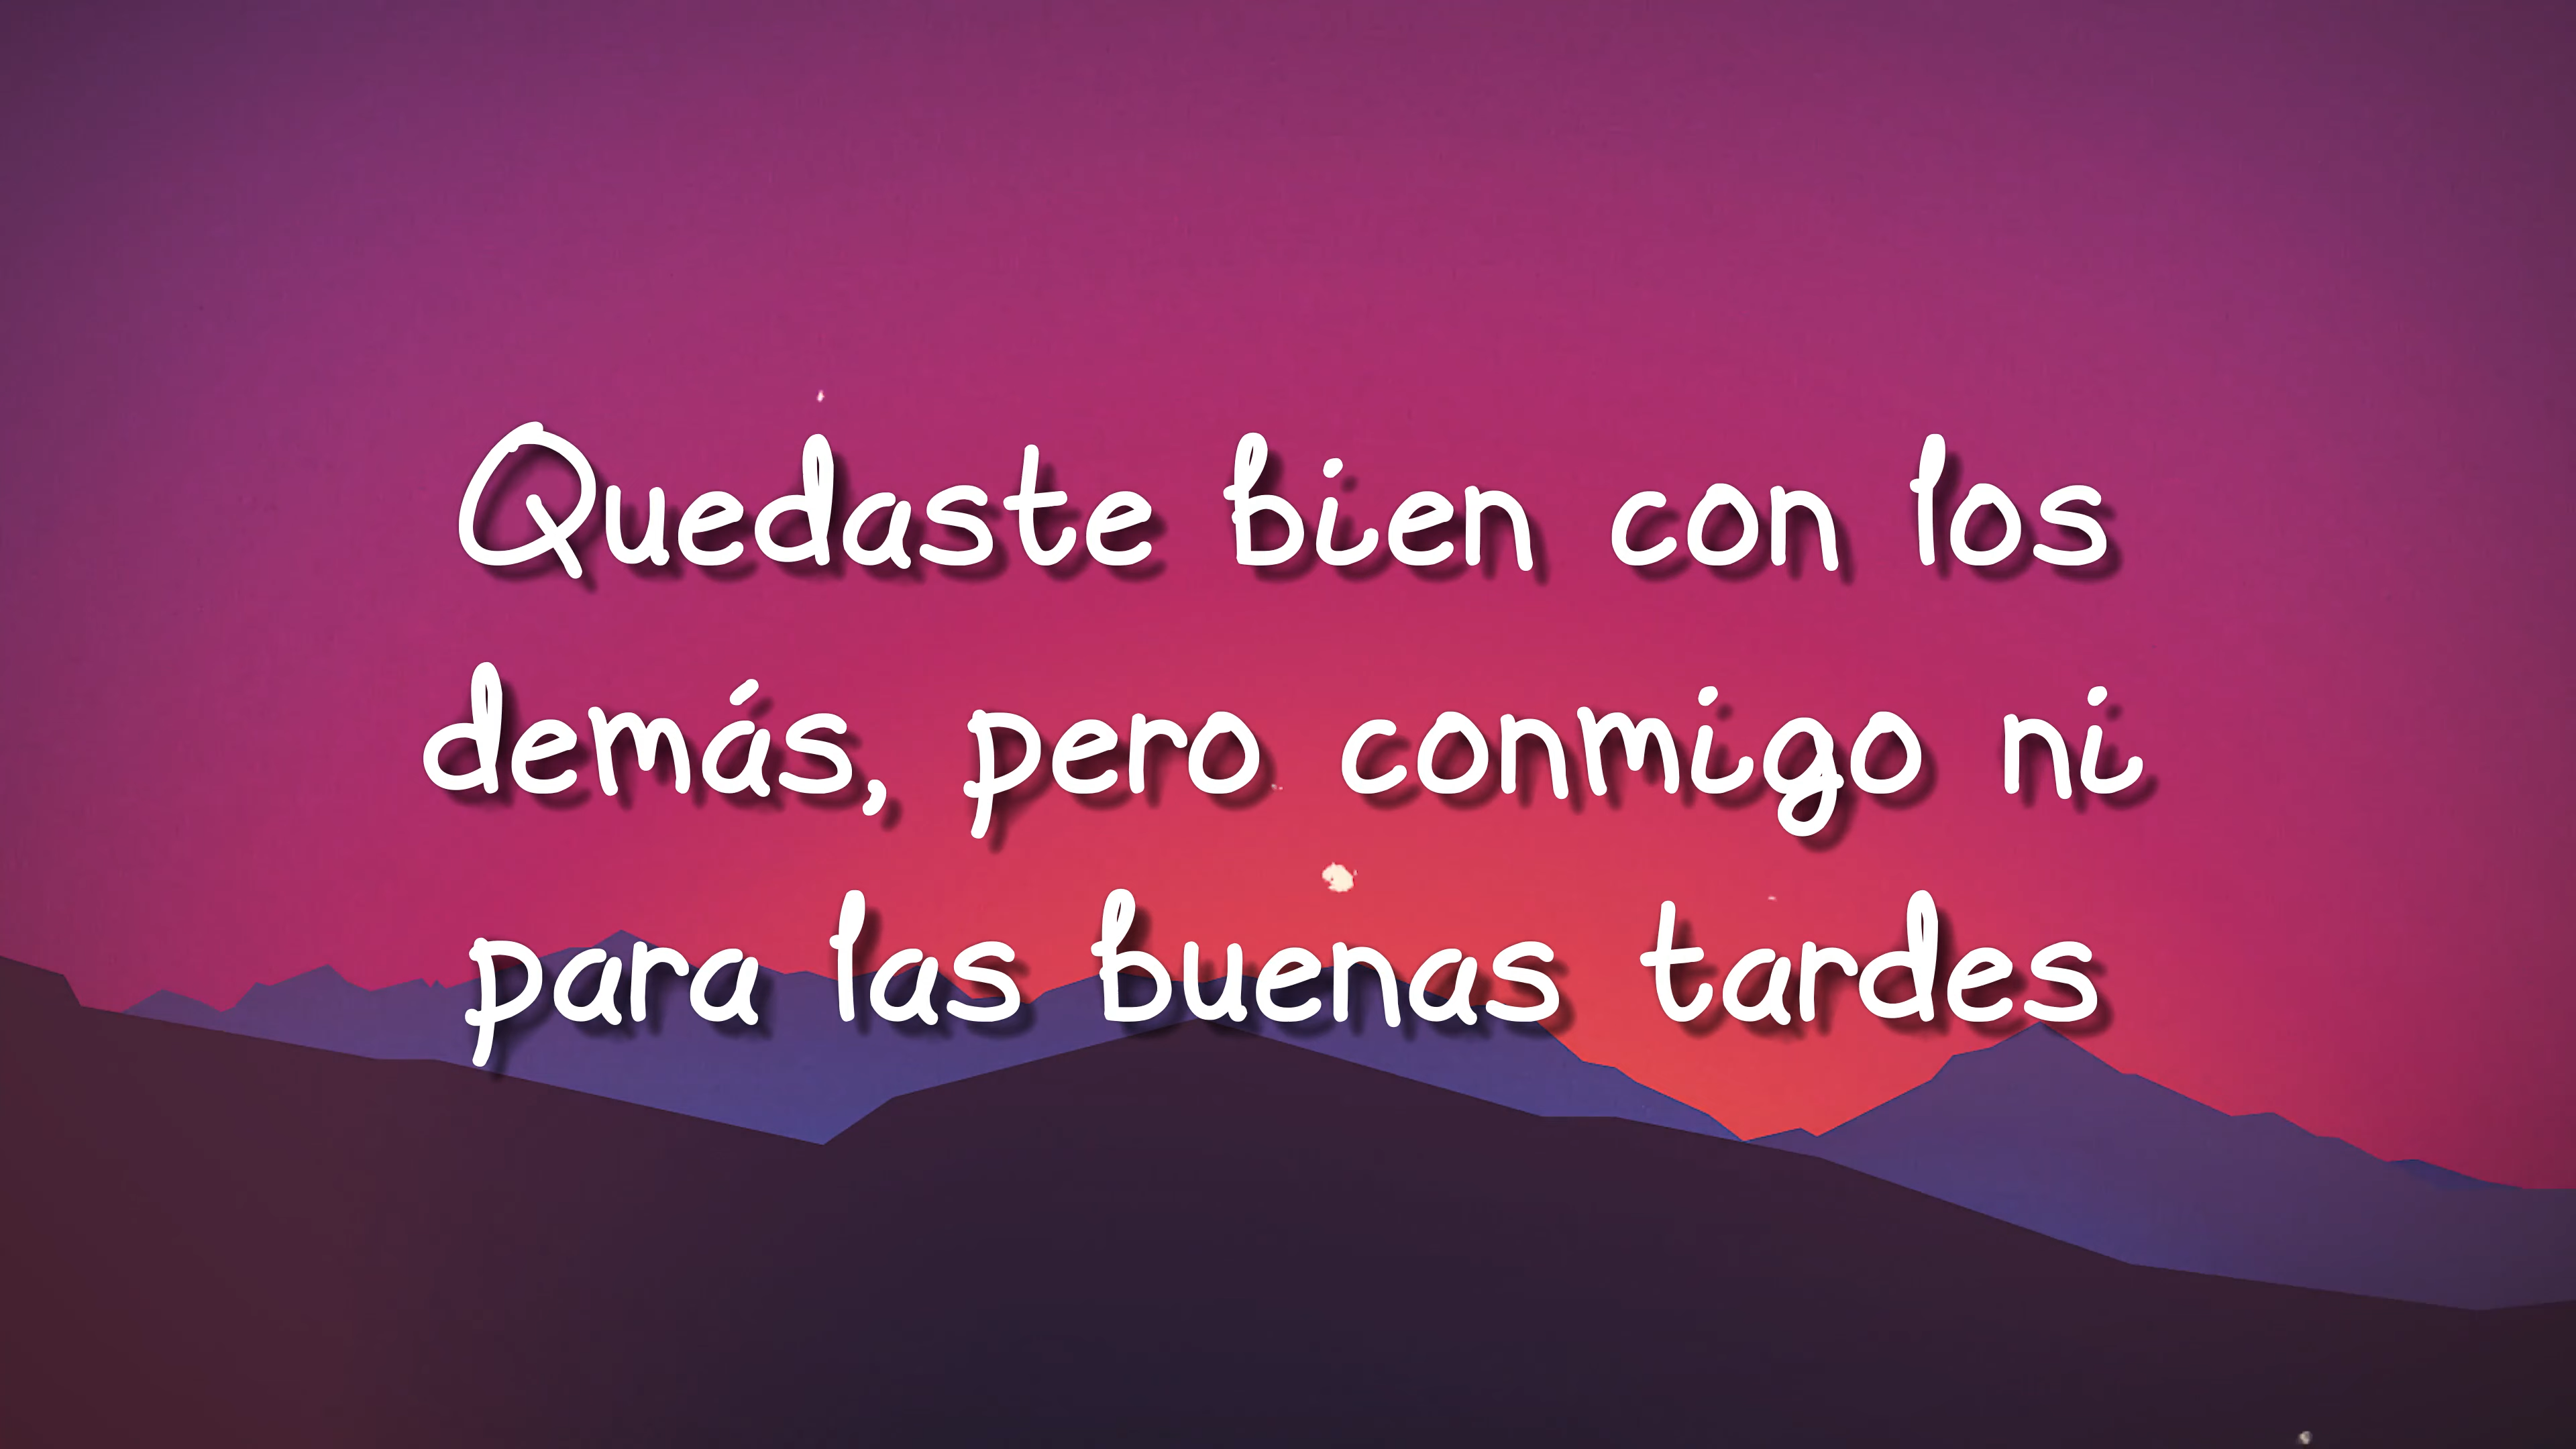 Quedaste bien con los
demás, pero conmigo ni
para las buenas tardes